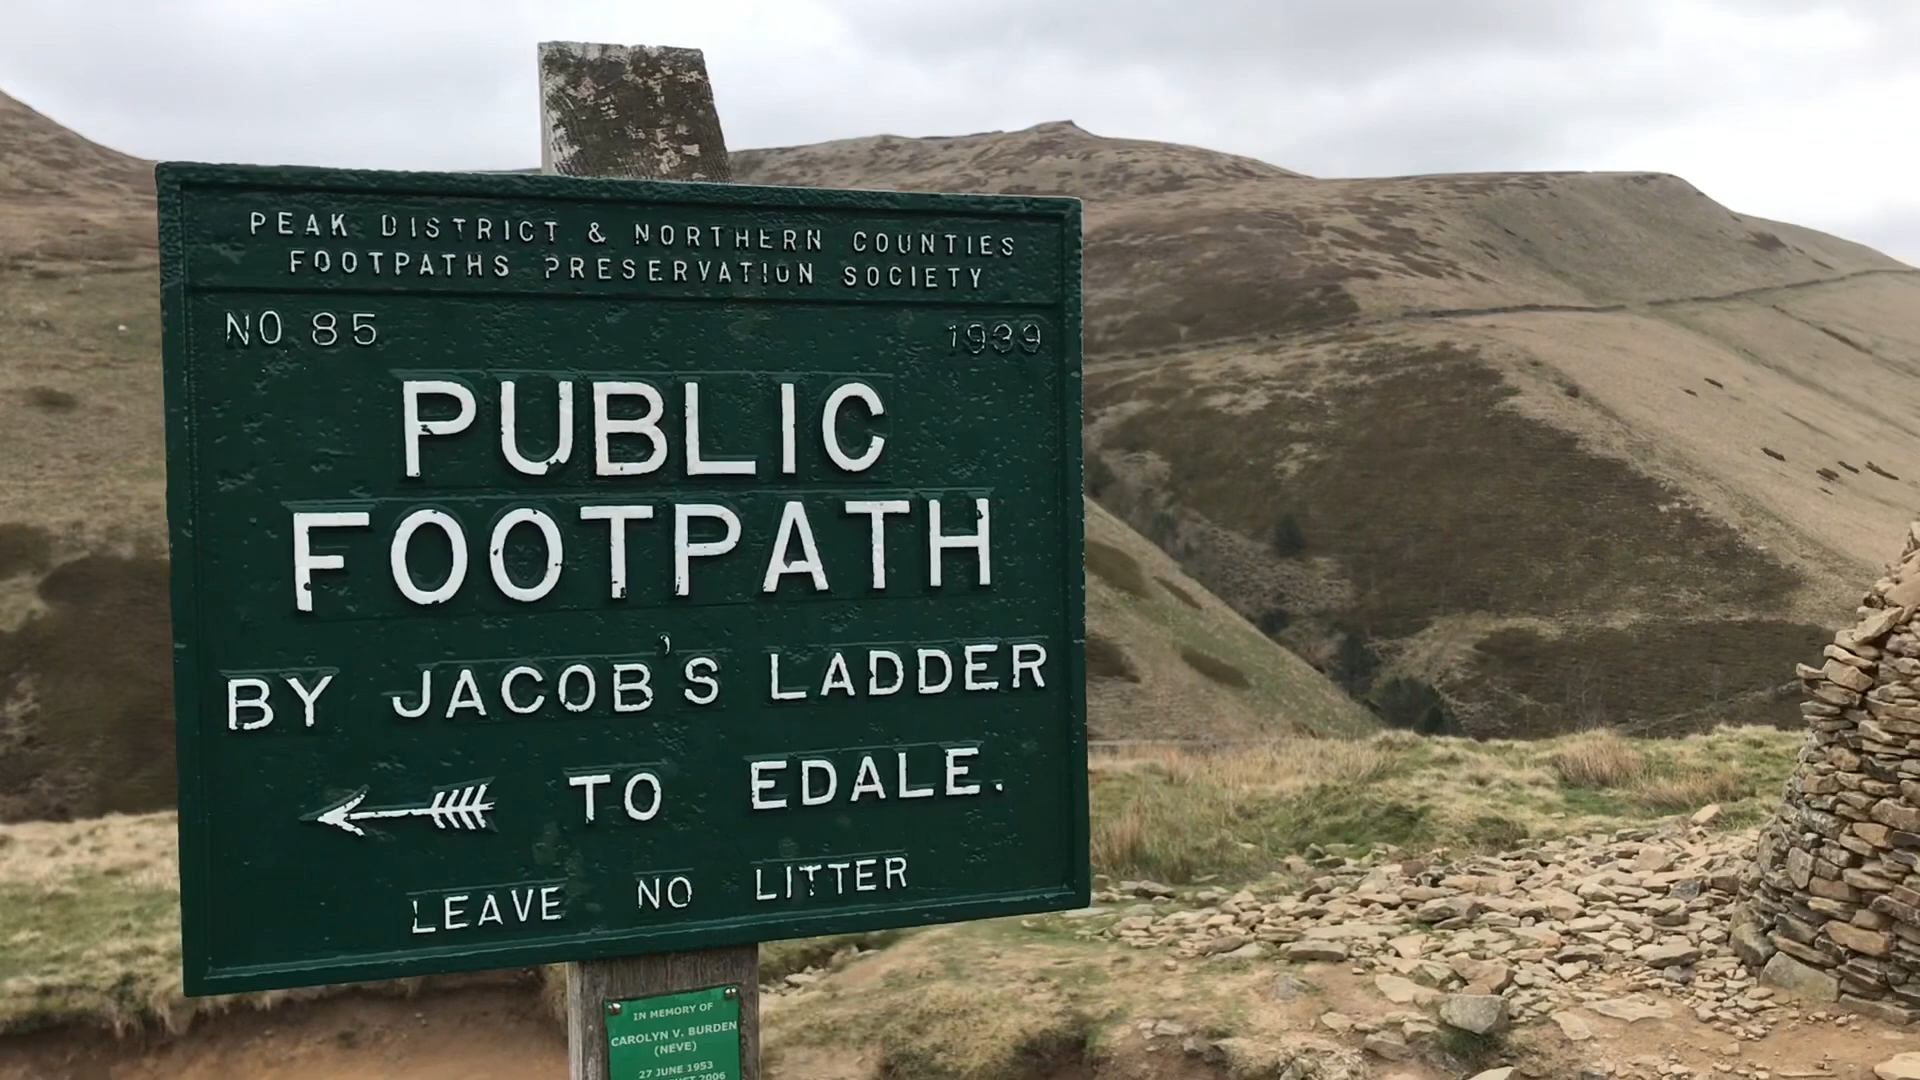 PEAK DISTRICT & NORTHERN COUNTIES
FOOTPATHS PRESERVATION SOCIETY
NO 85 1939
PUBLIC
FOOTPATH
BY JACOB'S LADDER
TO EDALE.
LEAVE NO LITTER
IN MEMORY OF
CAROLYN V. BURDEN
(NEVE)
27 JUNE 1953
2006